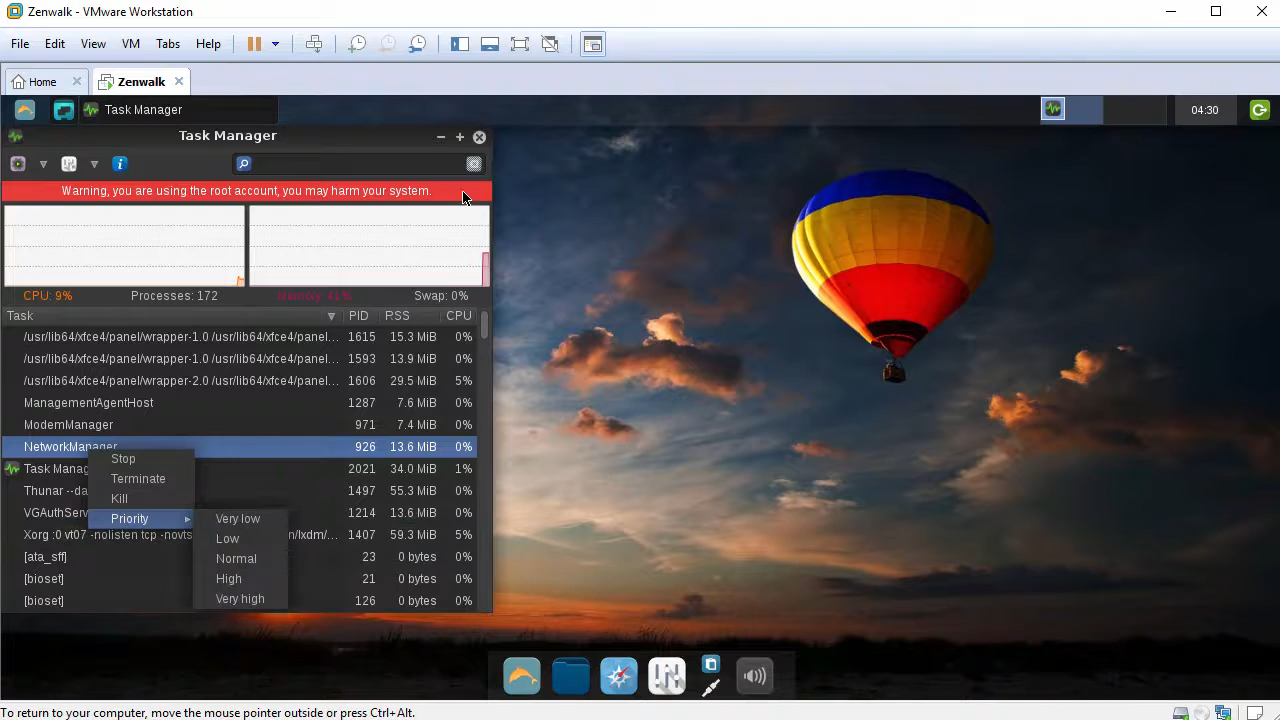 Zenwalk - VMware Workstation
File Edit View VM Tabs Help
Home Zenwalk
Task Manager 04:30
Task Manager
Warning, you are using the root account, you may harm your system.
CPU: 9% Processes: 172 Memory: 41% Swap: 0%
Task PID RSS CPU
/usr/lib64/xfce4/panel/wrapper-1.0 /usr/lib64/xfce4/panel... 1615 15.3 MiB 0%
/usr/lib64/xfce4/panel/wrapper-1.0 /usr/lib64/xfce4/panel... 1593 13.9 MiB 0%
/usr/lib64/xfce4/panel/wrapper-2.0 /usr/lib64/xfce4/panel... 1606 29.5 MiB 5%
ManagementAgentHost 1287 7.6 MiB 0%
ModemManager 971 7.4 MiB 0%
NetworkManager 926 13.6 MiB 0%
Stop
Task Manag 2021 34.0 MiB 1%
Terminate
Thunar --da 1497 55.3 MiB 0%
Kill
VGAuthServ 1214 13.6 MiB 0%
Priority Very low
Xorg :0 vt07 -nolisten tcp -novts n/lxdm/... 1407 59.3 MiB 5%
Low
[ata_sff] 23 0 bytes 0%
Normal
[bioset] 21 0 bytes 0%
High
[bioset] 126 0 bytes 0%
Very high
To return to your computer, move the mouse pointer outside or press Ctrl+Alt.